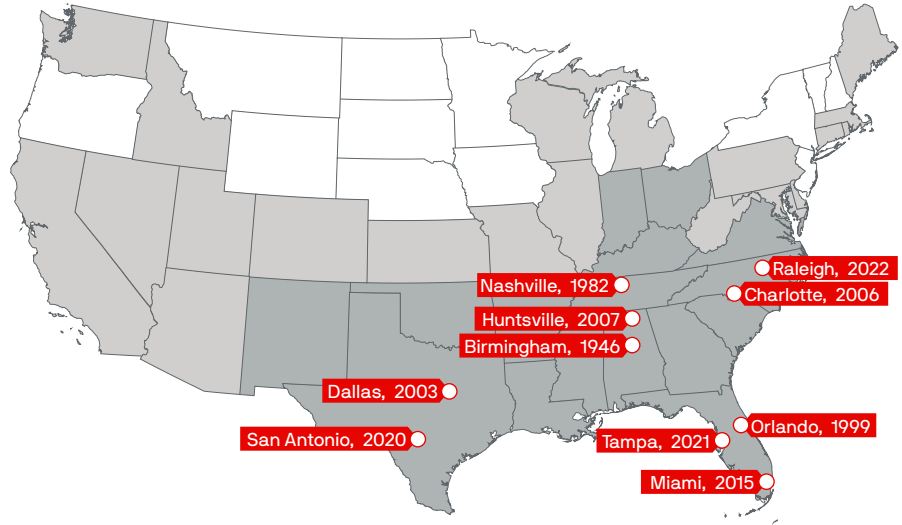 Raleigh, 2022
Nashville, 1982
Charlotte, 2006
Huntsville, 2007
Birmingham, 1946
Dallas, 2003
Orlando, 1999
San Antonio, 2020
Tampa, 2021
Miami, 2015